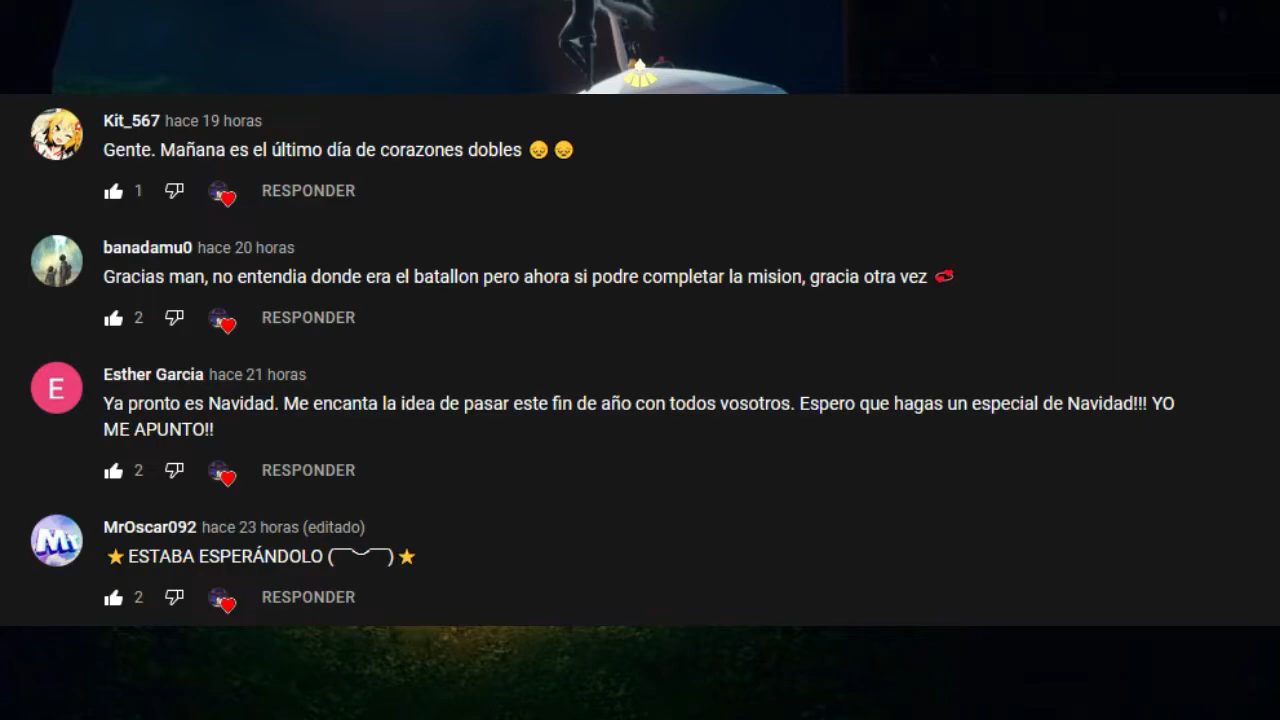 Kit_567 hace 19 horas
Gente. Mañana es el último día de corazones dobles 😞 😞
1 RESPONDER
banadamu0 hace 20 horas
Gracias man, no entendia donde era el batallon pero ahora si podre completar la mision, gracia otra vez 💞
2 RESPONDER
E
Esther Garcia hace 21 horas
Ya pronto es Navidad. Me encanta la idea de pasar este fin de año con todos vosotros. Espero que hagas un especial de Navidad!!! YO
ME APUNTO!!
2 RESPONDER
Mr
MrOscar092 hace 23 horas (editado)
⭐ESTABA ESPERÁNDOLO (￣︶￣)⭐
2 RESPONDER